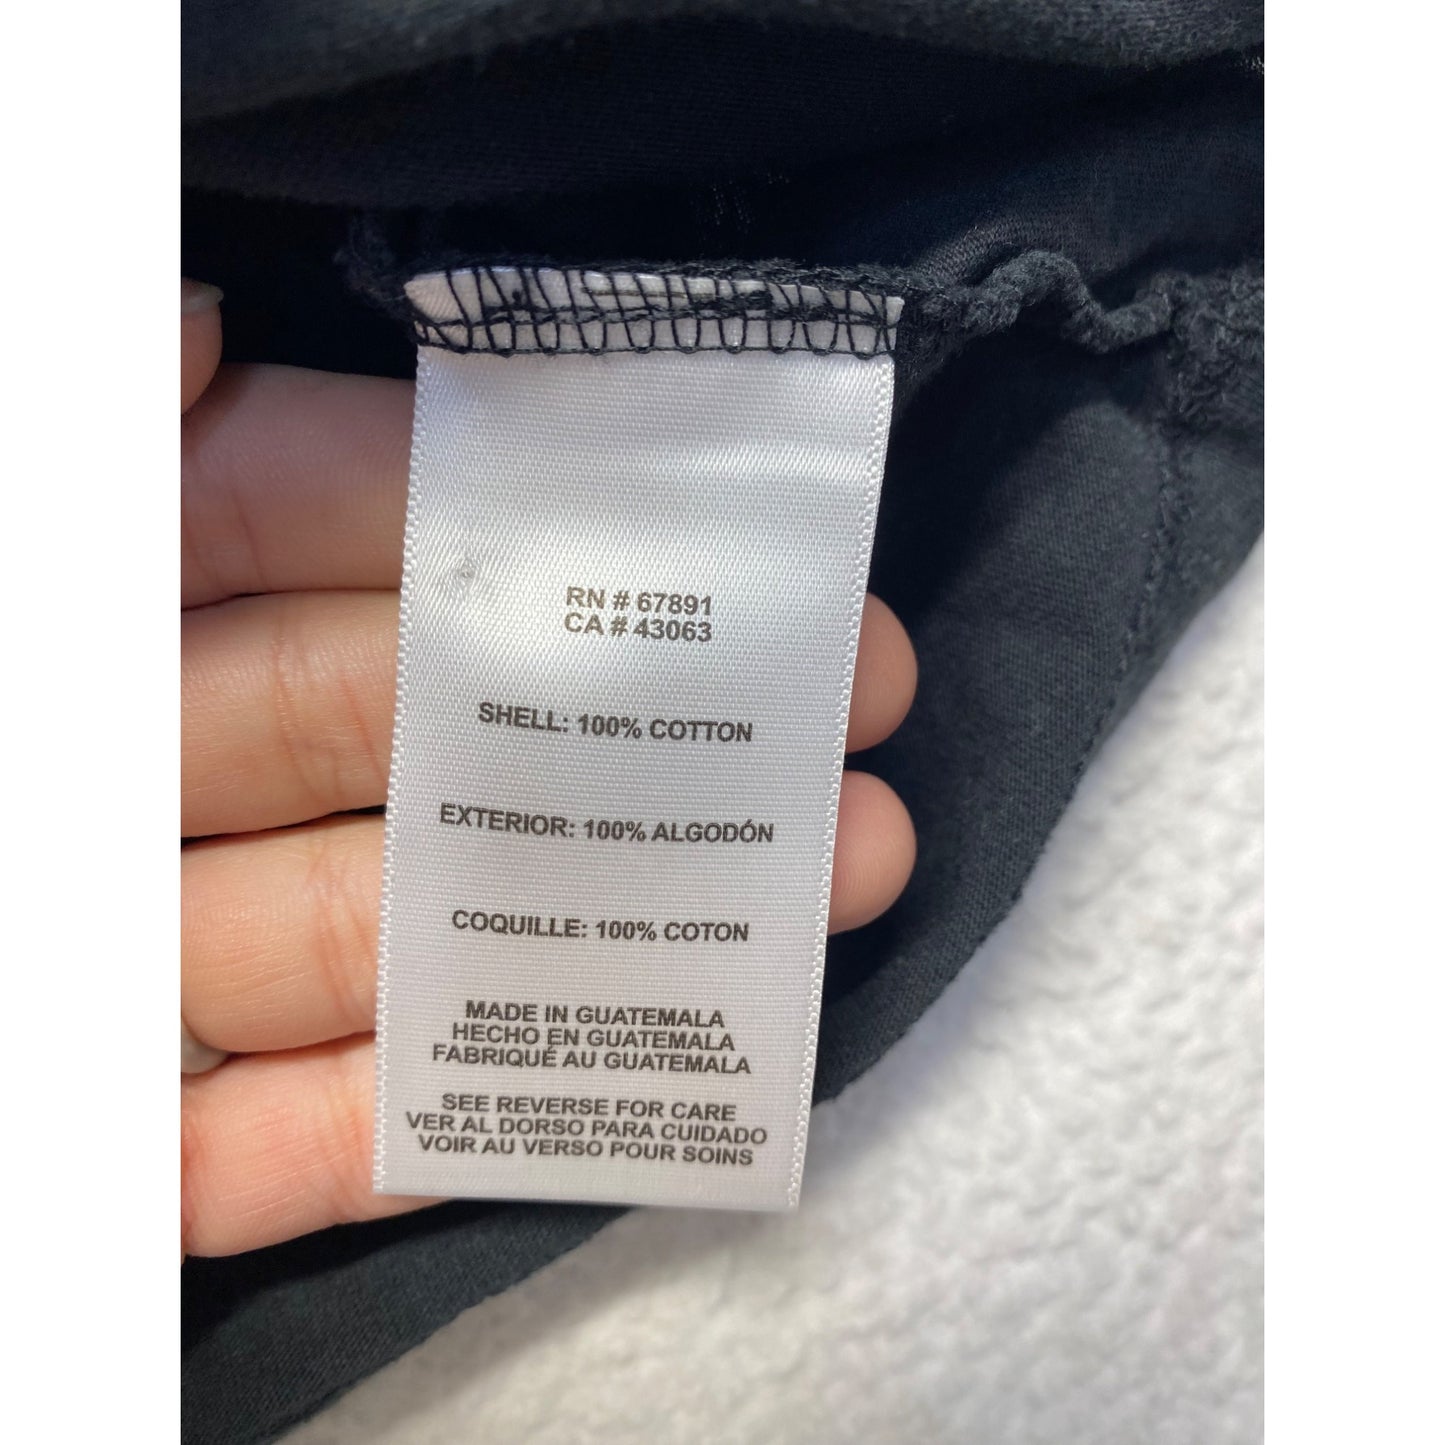 RN # 67891
CA # 43063
SHELL: 100% COTTON
EXTERIOR: 100% ALGODÓN
COQUILLE: 100% COTON
MADE IN GUATEMALA
HECHO EN GUATEMALA
FABRIQUÉ AU GUATEMALA
SEE REVERSE FOR CARE
VER AL DORSO PARA CUIDADO
VOIR AU VERSO POUR SOINS